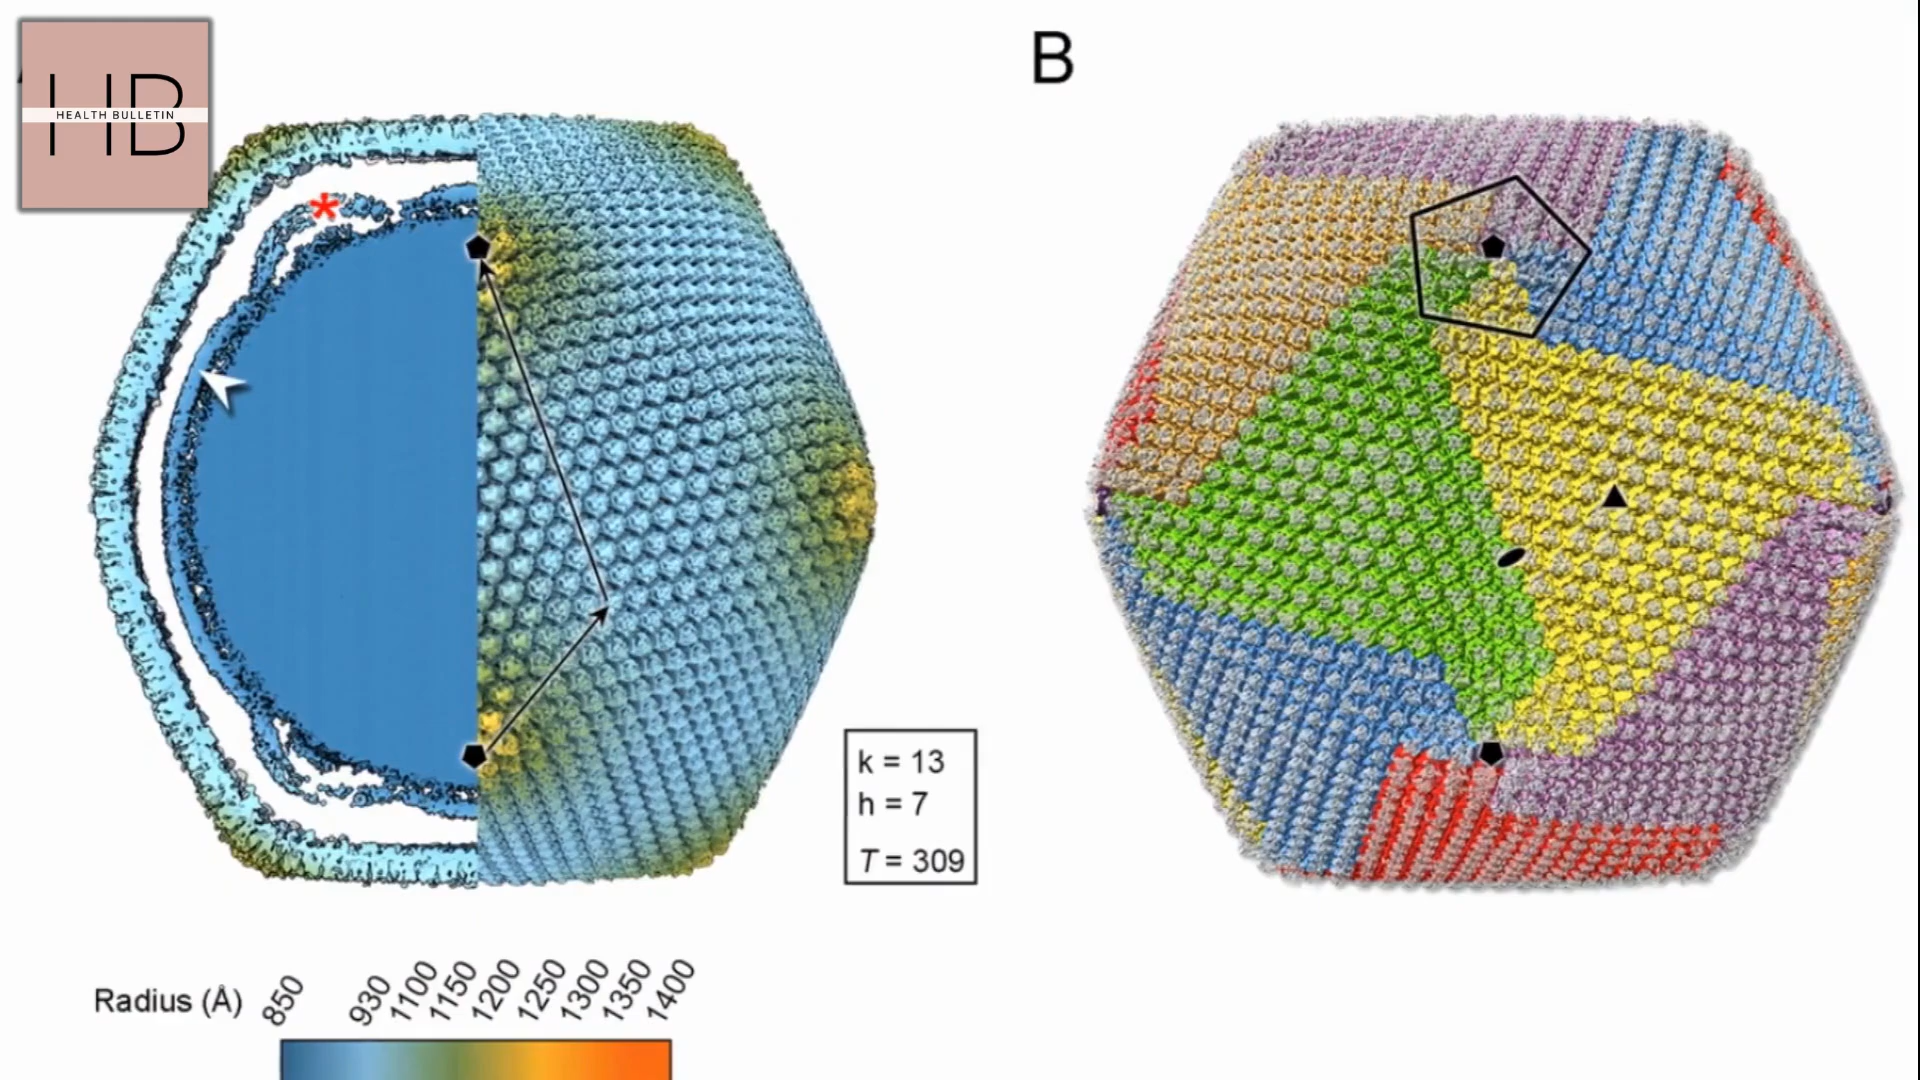 HB
HEALTH BULLETIN
B
*
k = 13
h = 7
T = 309
Radius (Å) 850 930 1100 1150 1200 1250 1300 1350 1400